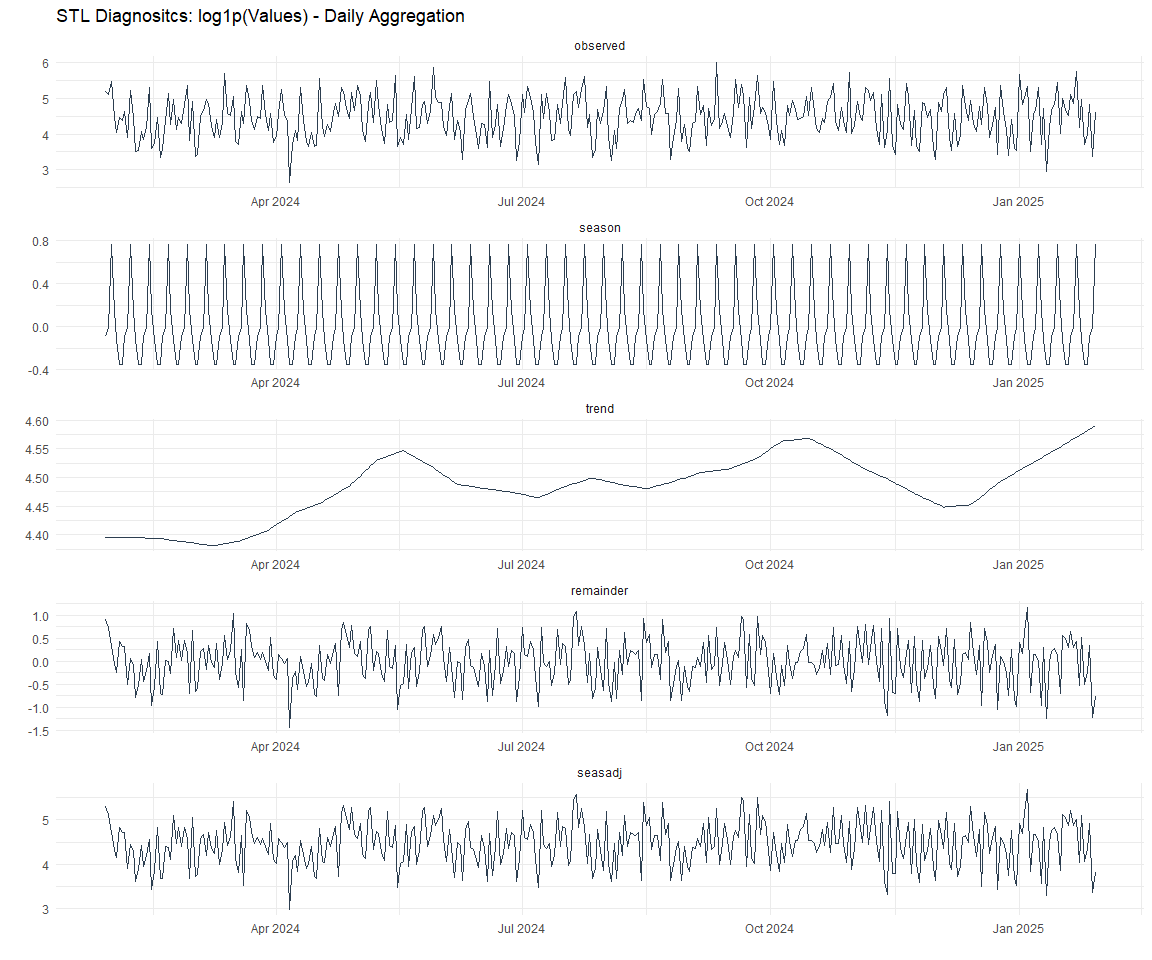 STL Diagnositcs: log1p(Values) - Daily Aggregation
observed
6
5
4
3
Apr 2024 Jul 2024 Oct 2024 Jan 2025
season
0.8
0.4
0.0
-0.4
Apr 2024 Jul 2024 Oct 2024 Jan 2025
trend
4.60
4.55
4.50
4.45
4.40
Apr 2024 Jul 2024 Oct 2024 Jan 2025
remainder
1.0
0.5
0.0
-0.5
-1.0
-1.5
Apr 2024 Jul 2024 Oct 2024 Jan 2025
seasadj
5
4
3
Apr 2024 Jul 2024 Oct 2024 Jan 2025